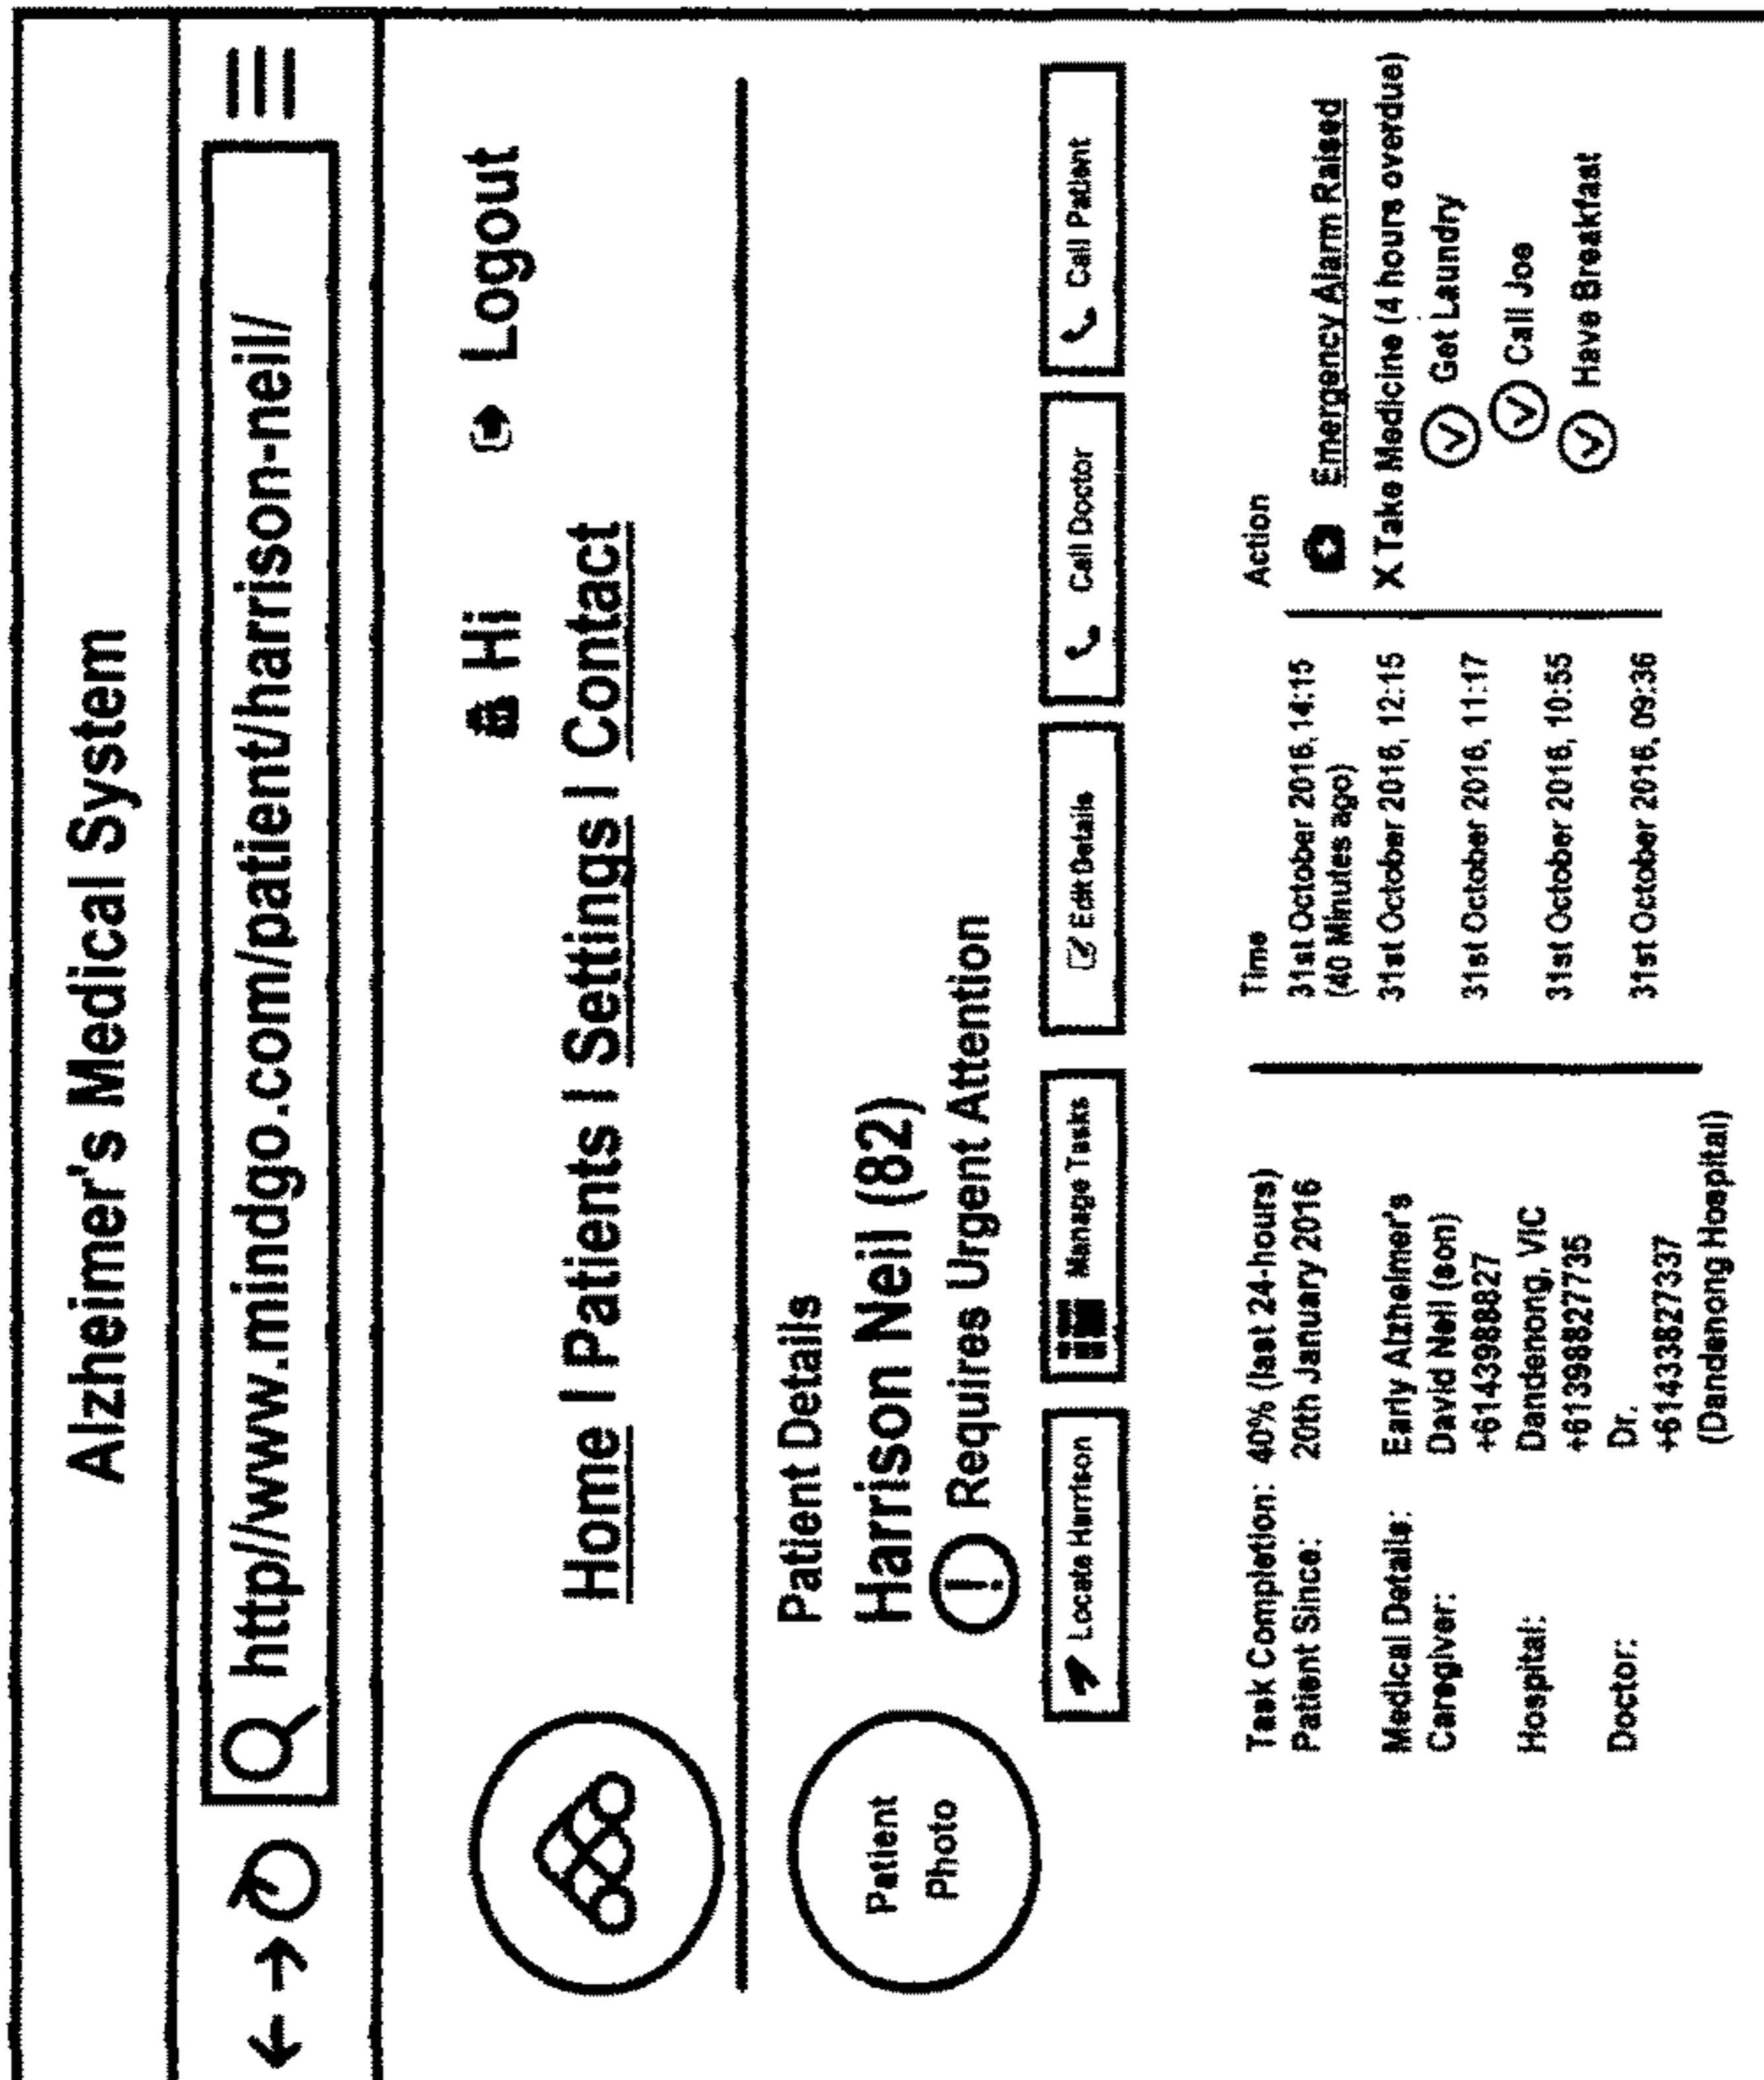 Alzheimer's Medical System
http//www.mindgo.com/patient/harrison-neil/
Hi Logout
Home | Patients | Settings | Contact
Patient Details
Patient
Photo
Harrison Neil (82)
! Requires Urgent Attention
Locate Harrison
Manage Tasks
Edit Details
Call Doctor
Call Patient
Task Completion: 40% (last 24-hours)
Patient Since: 20th January 2016
Medical Details: Early Alzheimer's
Caregiver: David Neil (son)
+6143988827
Hospital: Dandenong, VIC
+61398827735
Doctor: Dr.
+61433827337
(Dandenong Hospital)
Time Action
31st October 2016, 14:15 Emergency Alarm Raised
(40 Minutes ago)
31st October 2016, 12:15 X Take Medicine (4 hours overdue)
31st October 2016, 11:17 Get Laundry
31st October 2016, 10:55 Call Joe
31st October 2016, 09:36 Have Breakfast